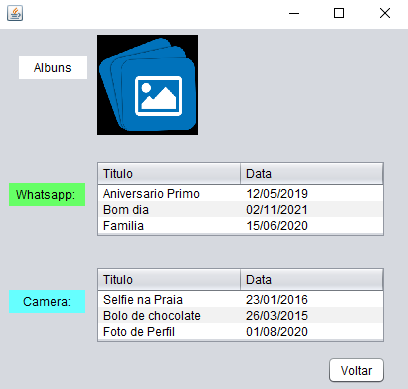 Albuns
Whatsapp:
Titulo Data
Aniversario Primo 12/05/2019
Bom dia 02/11/2021
Familia 15/06/2020
Camera:
Titulo Data
Selfie na Praia 23/01/2016
Bolo de chocolate 26/03/2015
Foto de Perfil 01/08/2020
Voltar